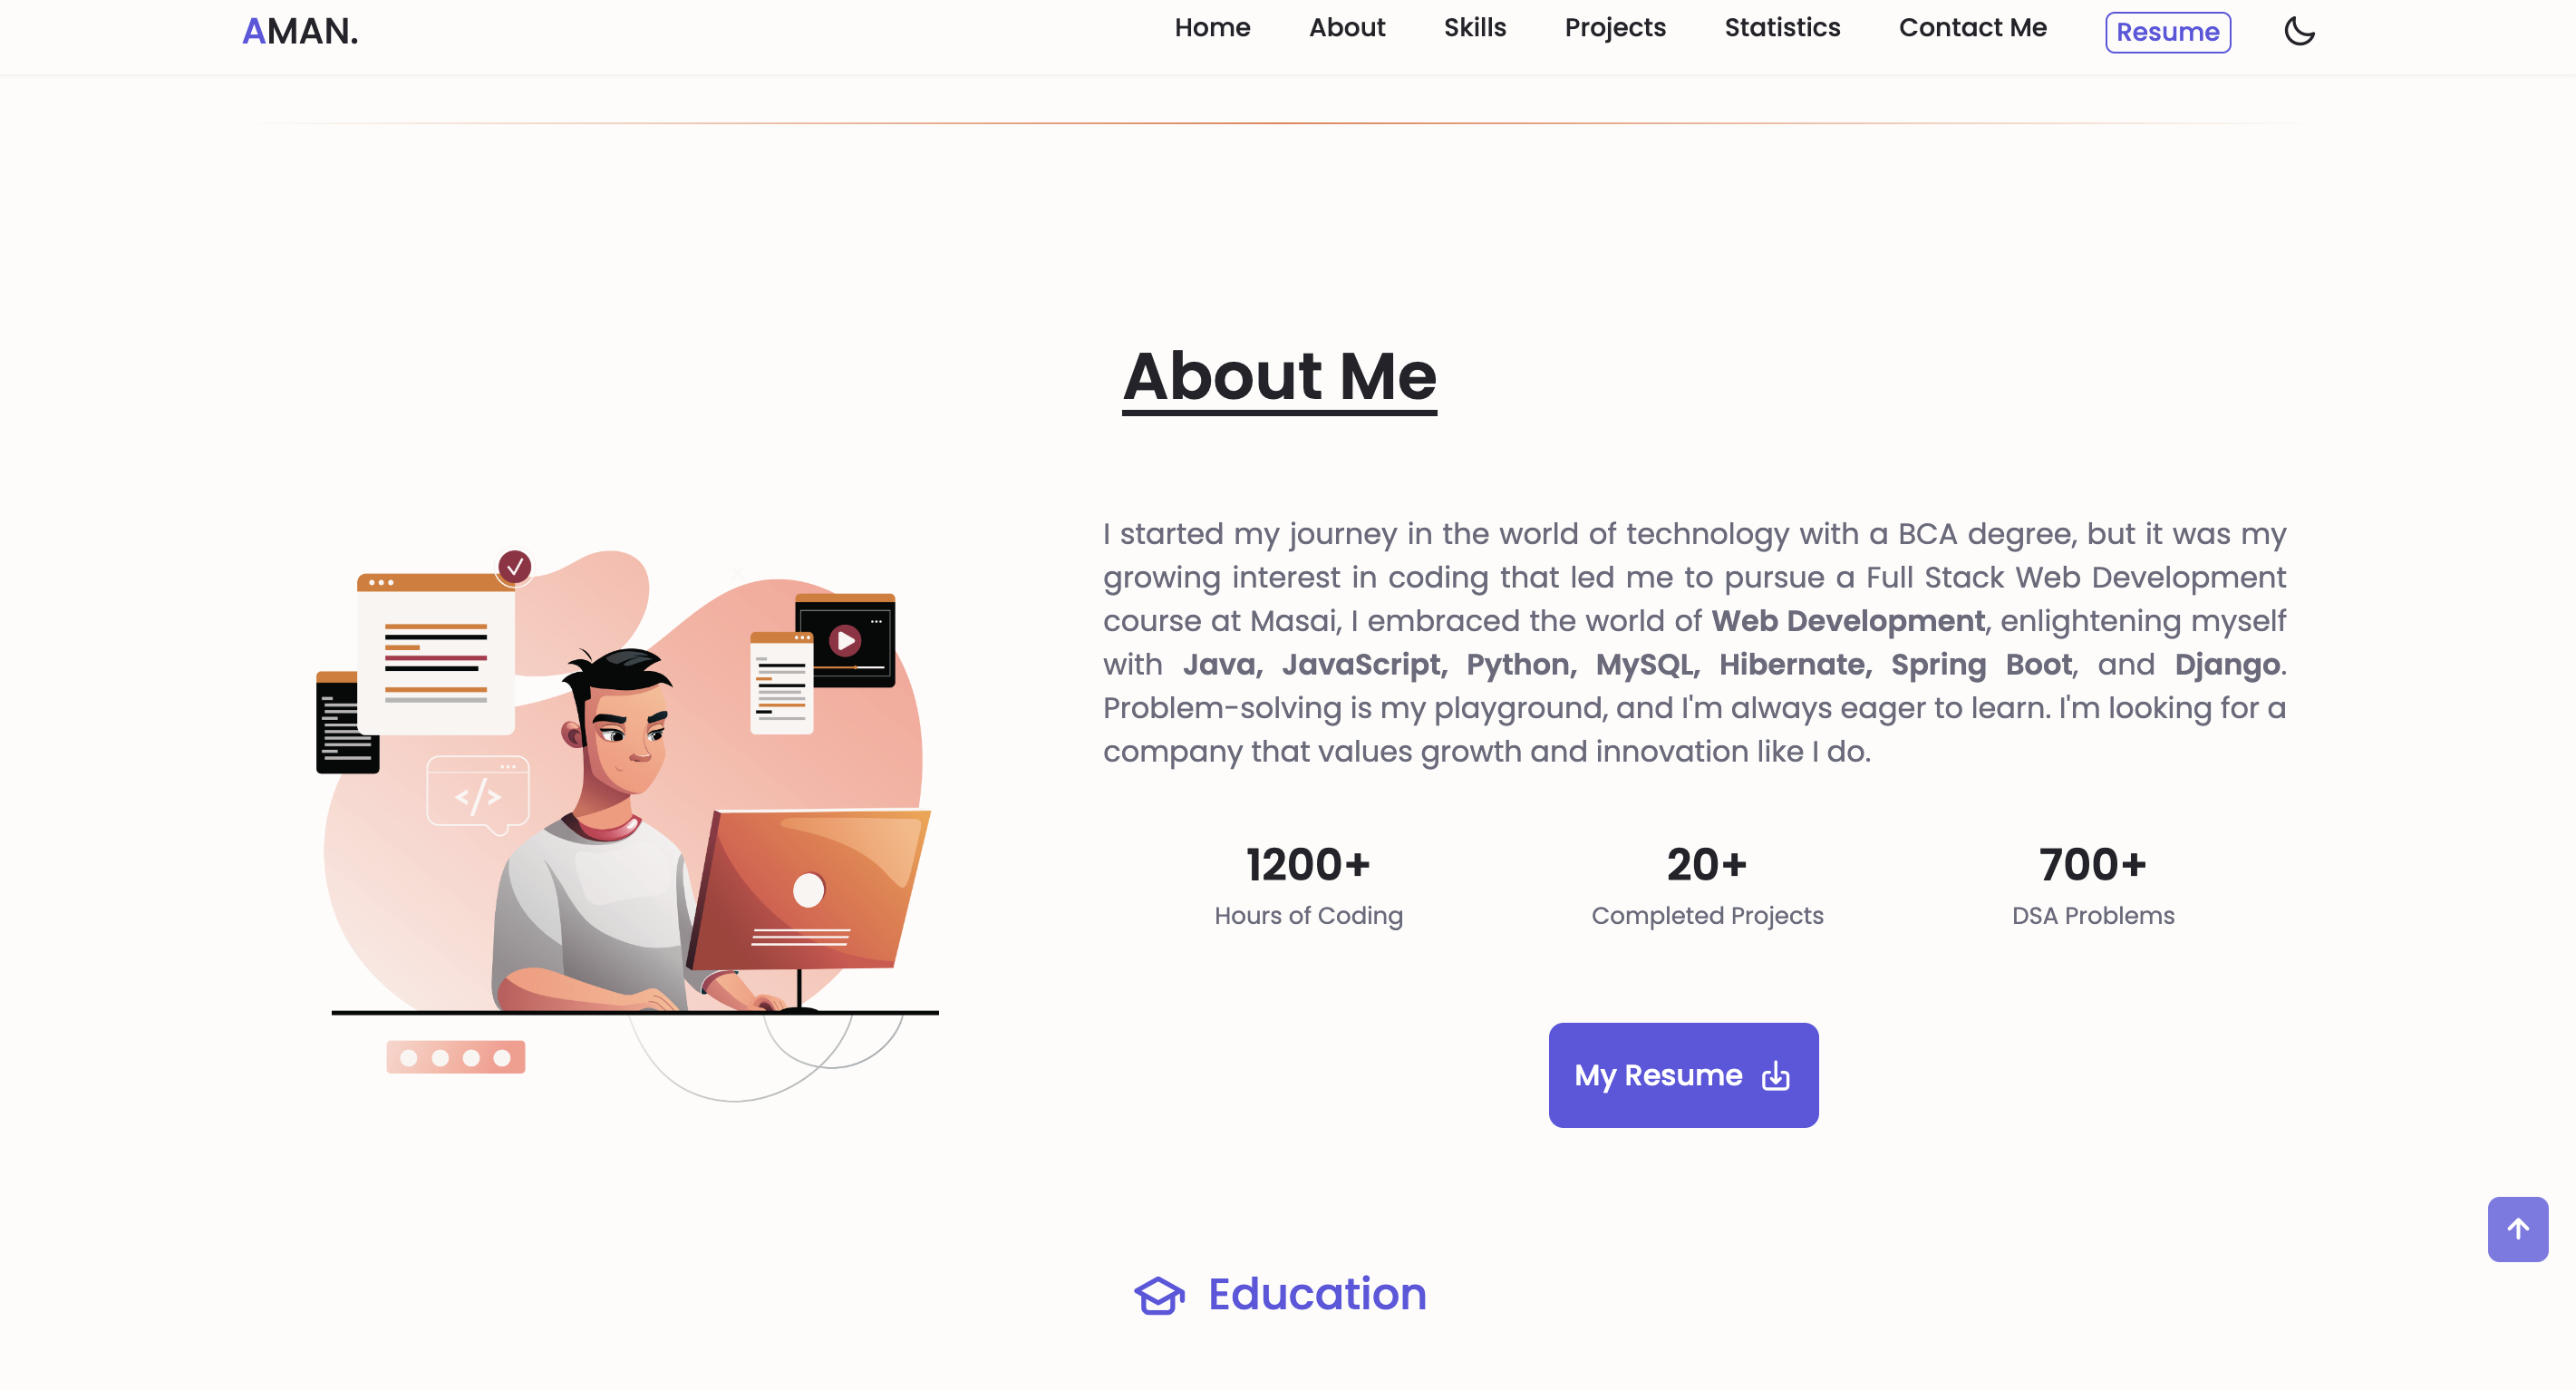 AMAN.
Home About Skills Projects Statistics Contact Me Resume
About Me
I started my journey in the world of technology with a BCA degree, but it was my
growing interest in coding that led me to pursue a Full Stack Web Development
course at Masai, I embraced the world of Web Development, enlightening myself
with Java, JavaScript, Python, MySQL, Hibernate, Spring Boot, and Django.
Problem-solving is my playground, and I'm always eager to learn. I'm looking for a
company that values growth and innovation like I do.
</>
1200+ 20+ 700+
Hours of Coding Completed Projects DSA Problems
My Resume
Education